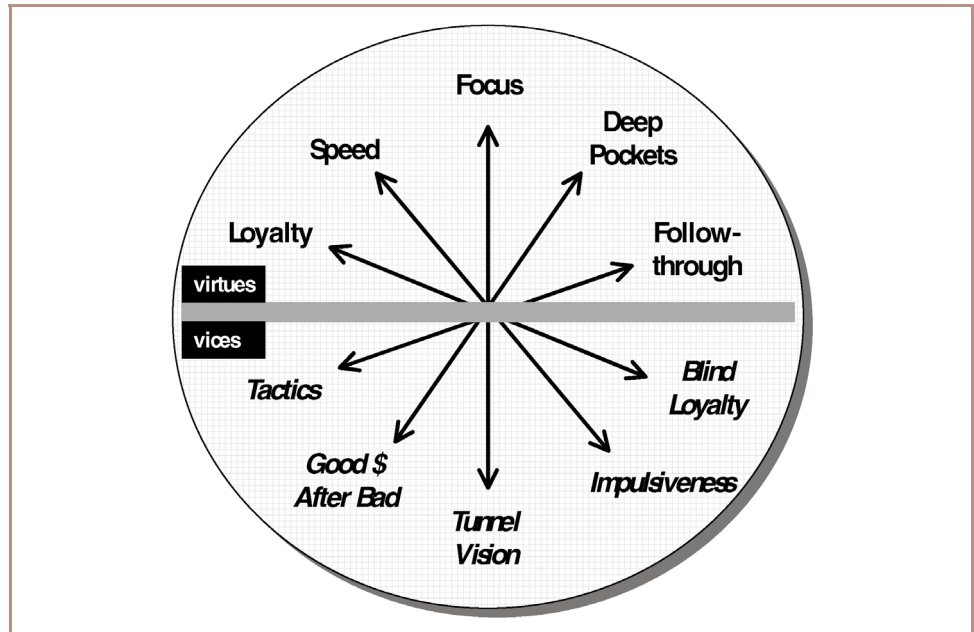 Focus
Deep
Pockets
Speed
Loyalty
Follow-
through
virtues
vices
Tactics
Blind
Loyalty
Good $
After Bad
Impulsiveness
Tunnel
Vision